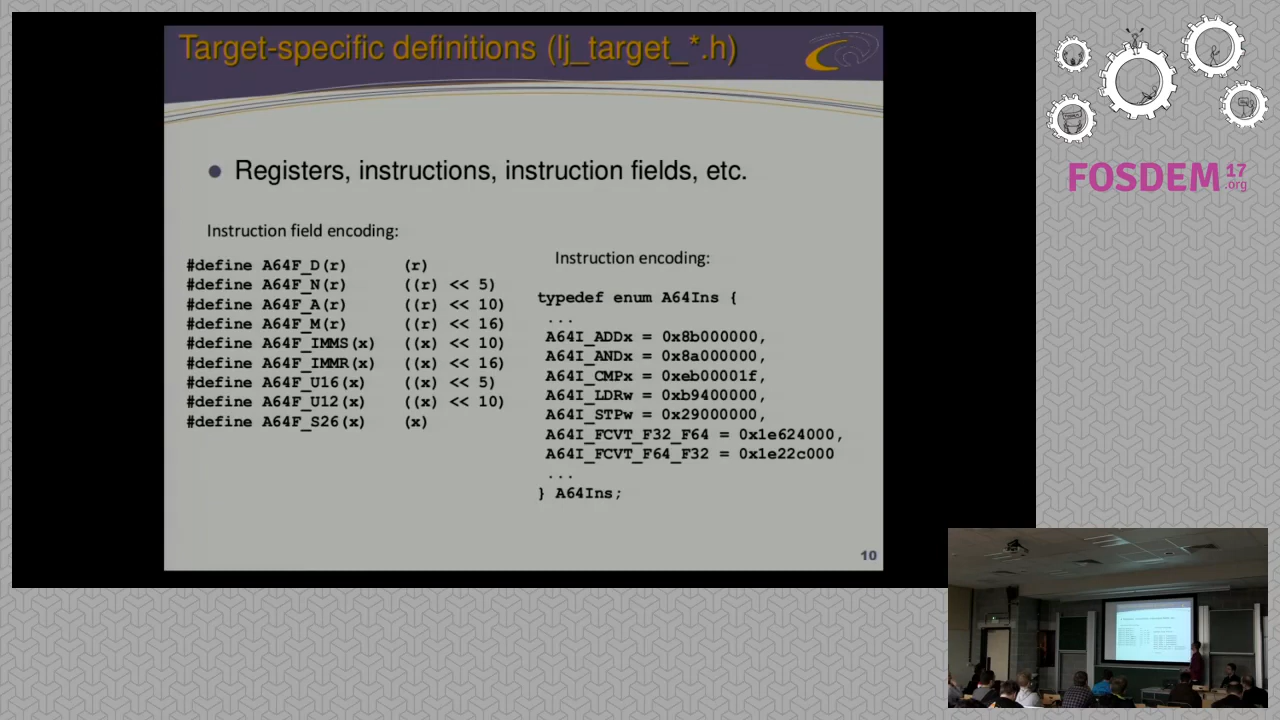 Target-specific definitions (lj_target_*.h)
● Registers, instructions, instruction fields, etc.
Instruction field encoding:
#define A64F_D(r) (r)
#define A64F_N(r) ((r) << 5)
#define A64F_A(r) ((r) << 10)
#define A64F_M(r) ((r) << 16)
#define A64F_IMMS(x) ((x) << 10)
#define A64F_IMMR(x) ((x) << 16)
#define A64F_U16(x) ((x) << 5)
#define A64F_U12(x) ((x) << 10)
#define A64F_S26(x) (x)
Instruction encoding:
typedef enum A64Ins {
...
A64I_ADDx = 0x8b000000,
A64I_ANDx = 0x8a000000,
A64I_CMPx = 0xeb00001f,
A64I_LDRw = 0xb9400000,
A64I_STPw = 0x29000000,
A64I_FCVT_F32_F64 = 0x1e624000,
A64I_FCVT_F64_F32 = 0x1e22c000
...
} A64Ins;
10
FOSDEM 17
.org